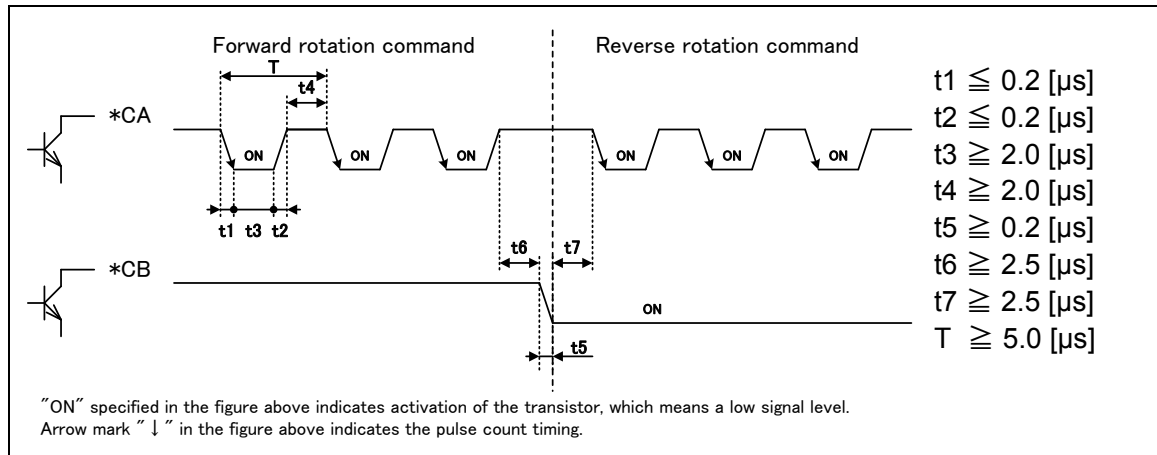 Forward rotation command
Reverse rotation command
T
t4
*CA
ON
ON
ON
ON
ON
ON
t1 t3 t2
t6
t7
*CB
ON
t5
t1 ≦ 0.2 [µs]
t2 ≦ 0.2 [µs]
t3 ≧ 2.0 [µs]
t4 ≧ 2.0 [µs]
t5 ≧ 0.2 [µs]
t6 ≧ 2.5 [µs]
t7 ≧ 2.5 [µs]
T ≧ 5.0 [µs]
"ON" specified in the figure above indicates activation of the transistor, which means a low signal level.
Arrow mark "↓" in the figure above indicates the pulse count timing.